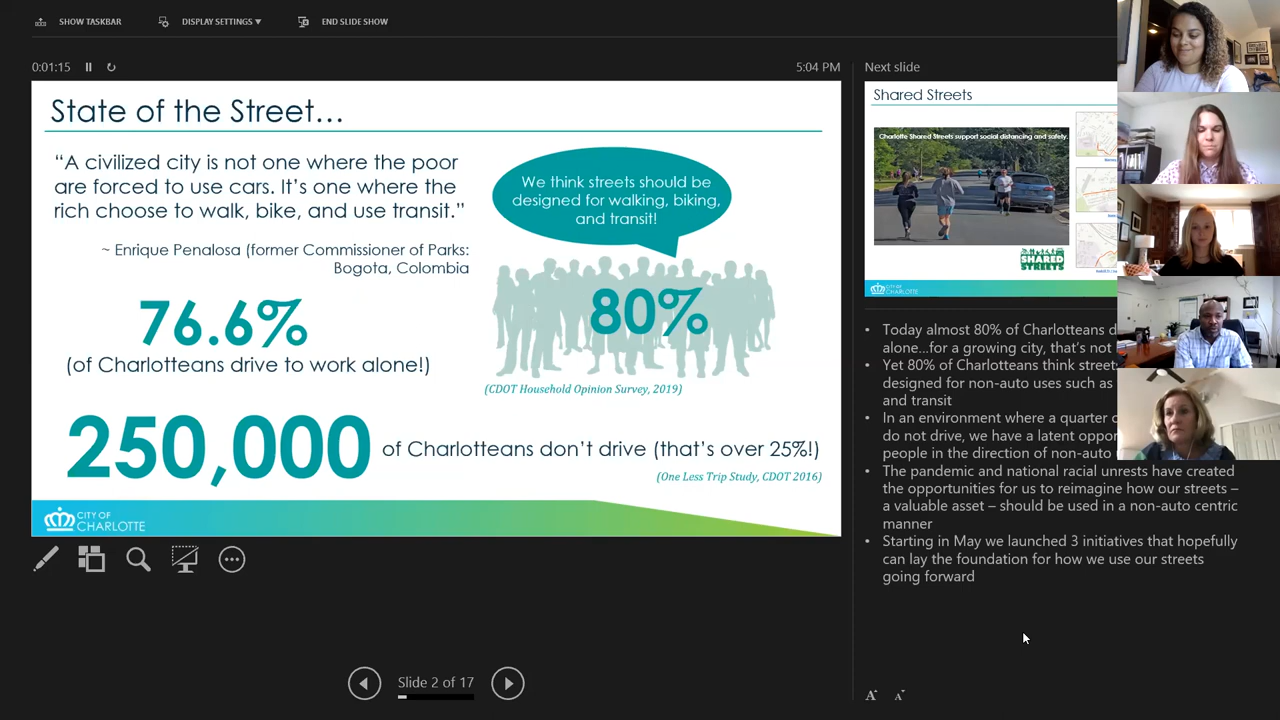 SHOW TASKBAR
DISPLAY SETTINGS
END SLIDE SHOW
0:01:15
5:04 PM
State of the Street…
“A civilized city is not one where the poor
are forced to use cars. It’s one where the
rich choose to walk, bike, and use transit.”
~ Enrique Penalosa (former Commissioner of Parks:
Bogota, Colombia
76.6%
(of Charlotteans drive to work alone!)
We think streets should be
designed for walking, biking,
and transit!
80%
(CDOT Household Opinion Survey, 2019)
250,000 of Charlotteans don’t drive (that’s over 25%!)
(One Less Trip Study, CDOT 2016)
CITY OF
CHARLOTTE
Slide 2 of 17
Next slide
Shared Streets
Charlotte Shared Streets support social distancing and safety.
SHARED
STREETS
CITY OF
CHARLOTTE
• Today almost 80% of Charlotteans
alone...for a growing city, that’s not
• Yet 80% of Charlotteans think
designed for non-auto uses such as
and transit
• In an environment where a quarter
do not drive, we have a latent
people in the direction of non-auto
• The pandemic and national racial unrests have created
the opportunities for us to reimagine how our streets –
a valuable asset – should be used in a non-auto centric
manner
• Starting in May we launched 3 initiatives that hopefully
can lay the foundation for how we use our streets
going forward
A
A